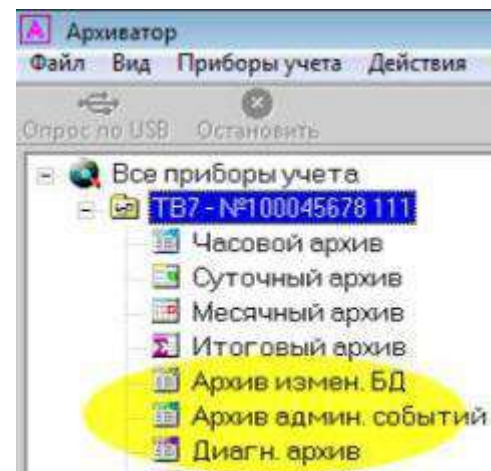 Архиватор
Файл Вид Приборы учета Действия
Опрос по USB Остановить
Все приборы учета
ТВ7 - №100045678 111
Часовой архив
Суточный архив
Месячный архив
Итоговый архив
Архив измен. БД
Архив админ. событий
Диагн. архив